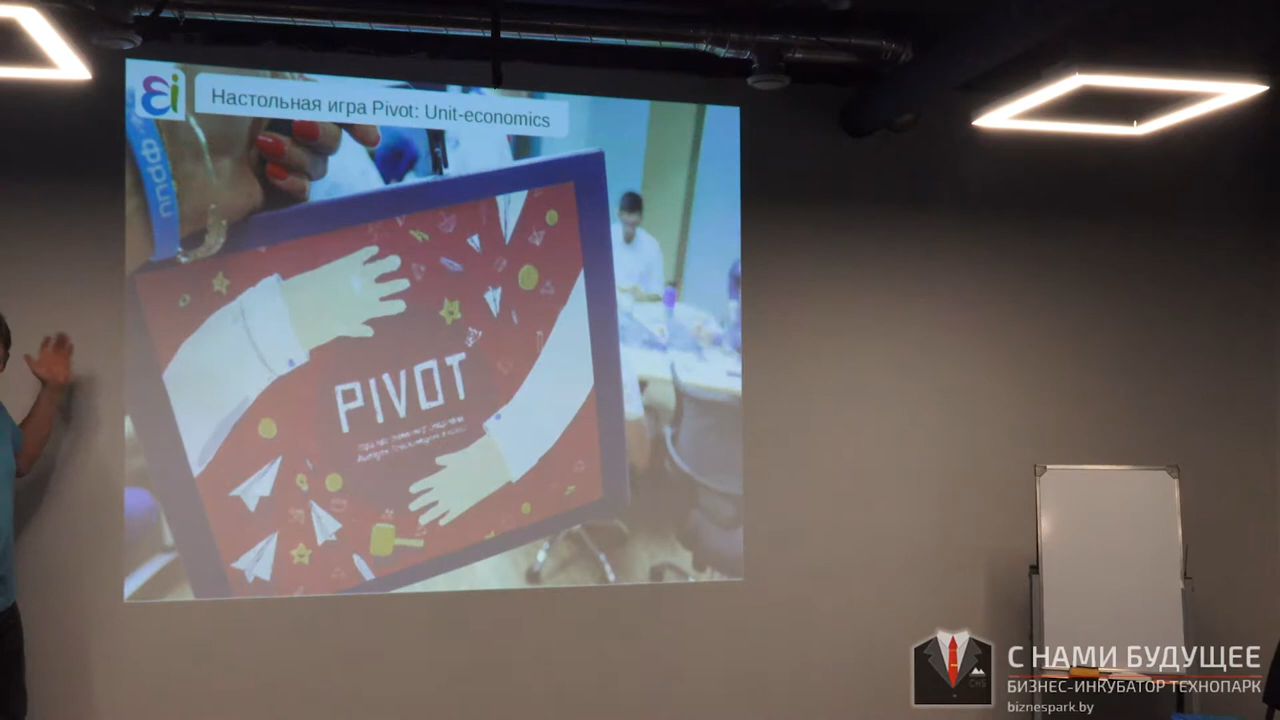 Настольная игра Pivot: Unit-economics
PIVOT
С НАМИ БУДУЩЕЕ
БИЗНЕС-ИНКУБАТОР ТЕХНОПАРК
biznespark.by